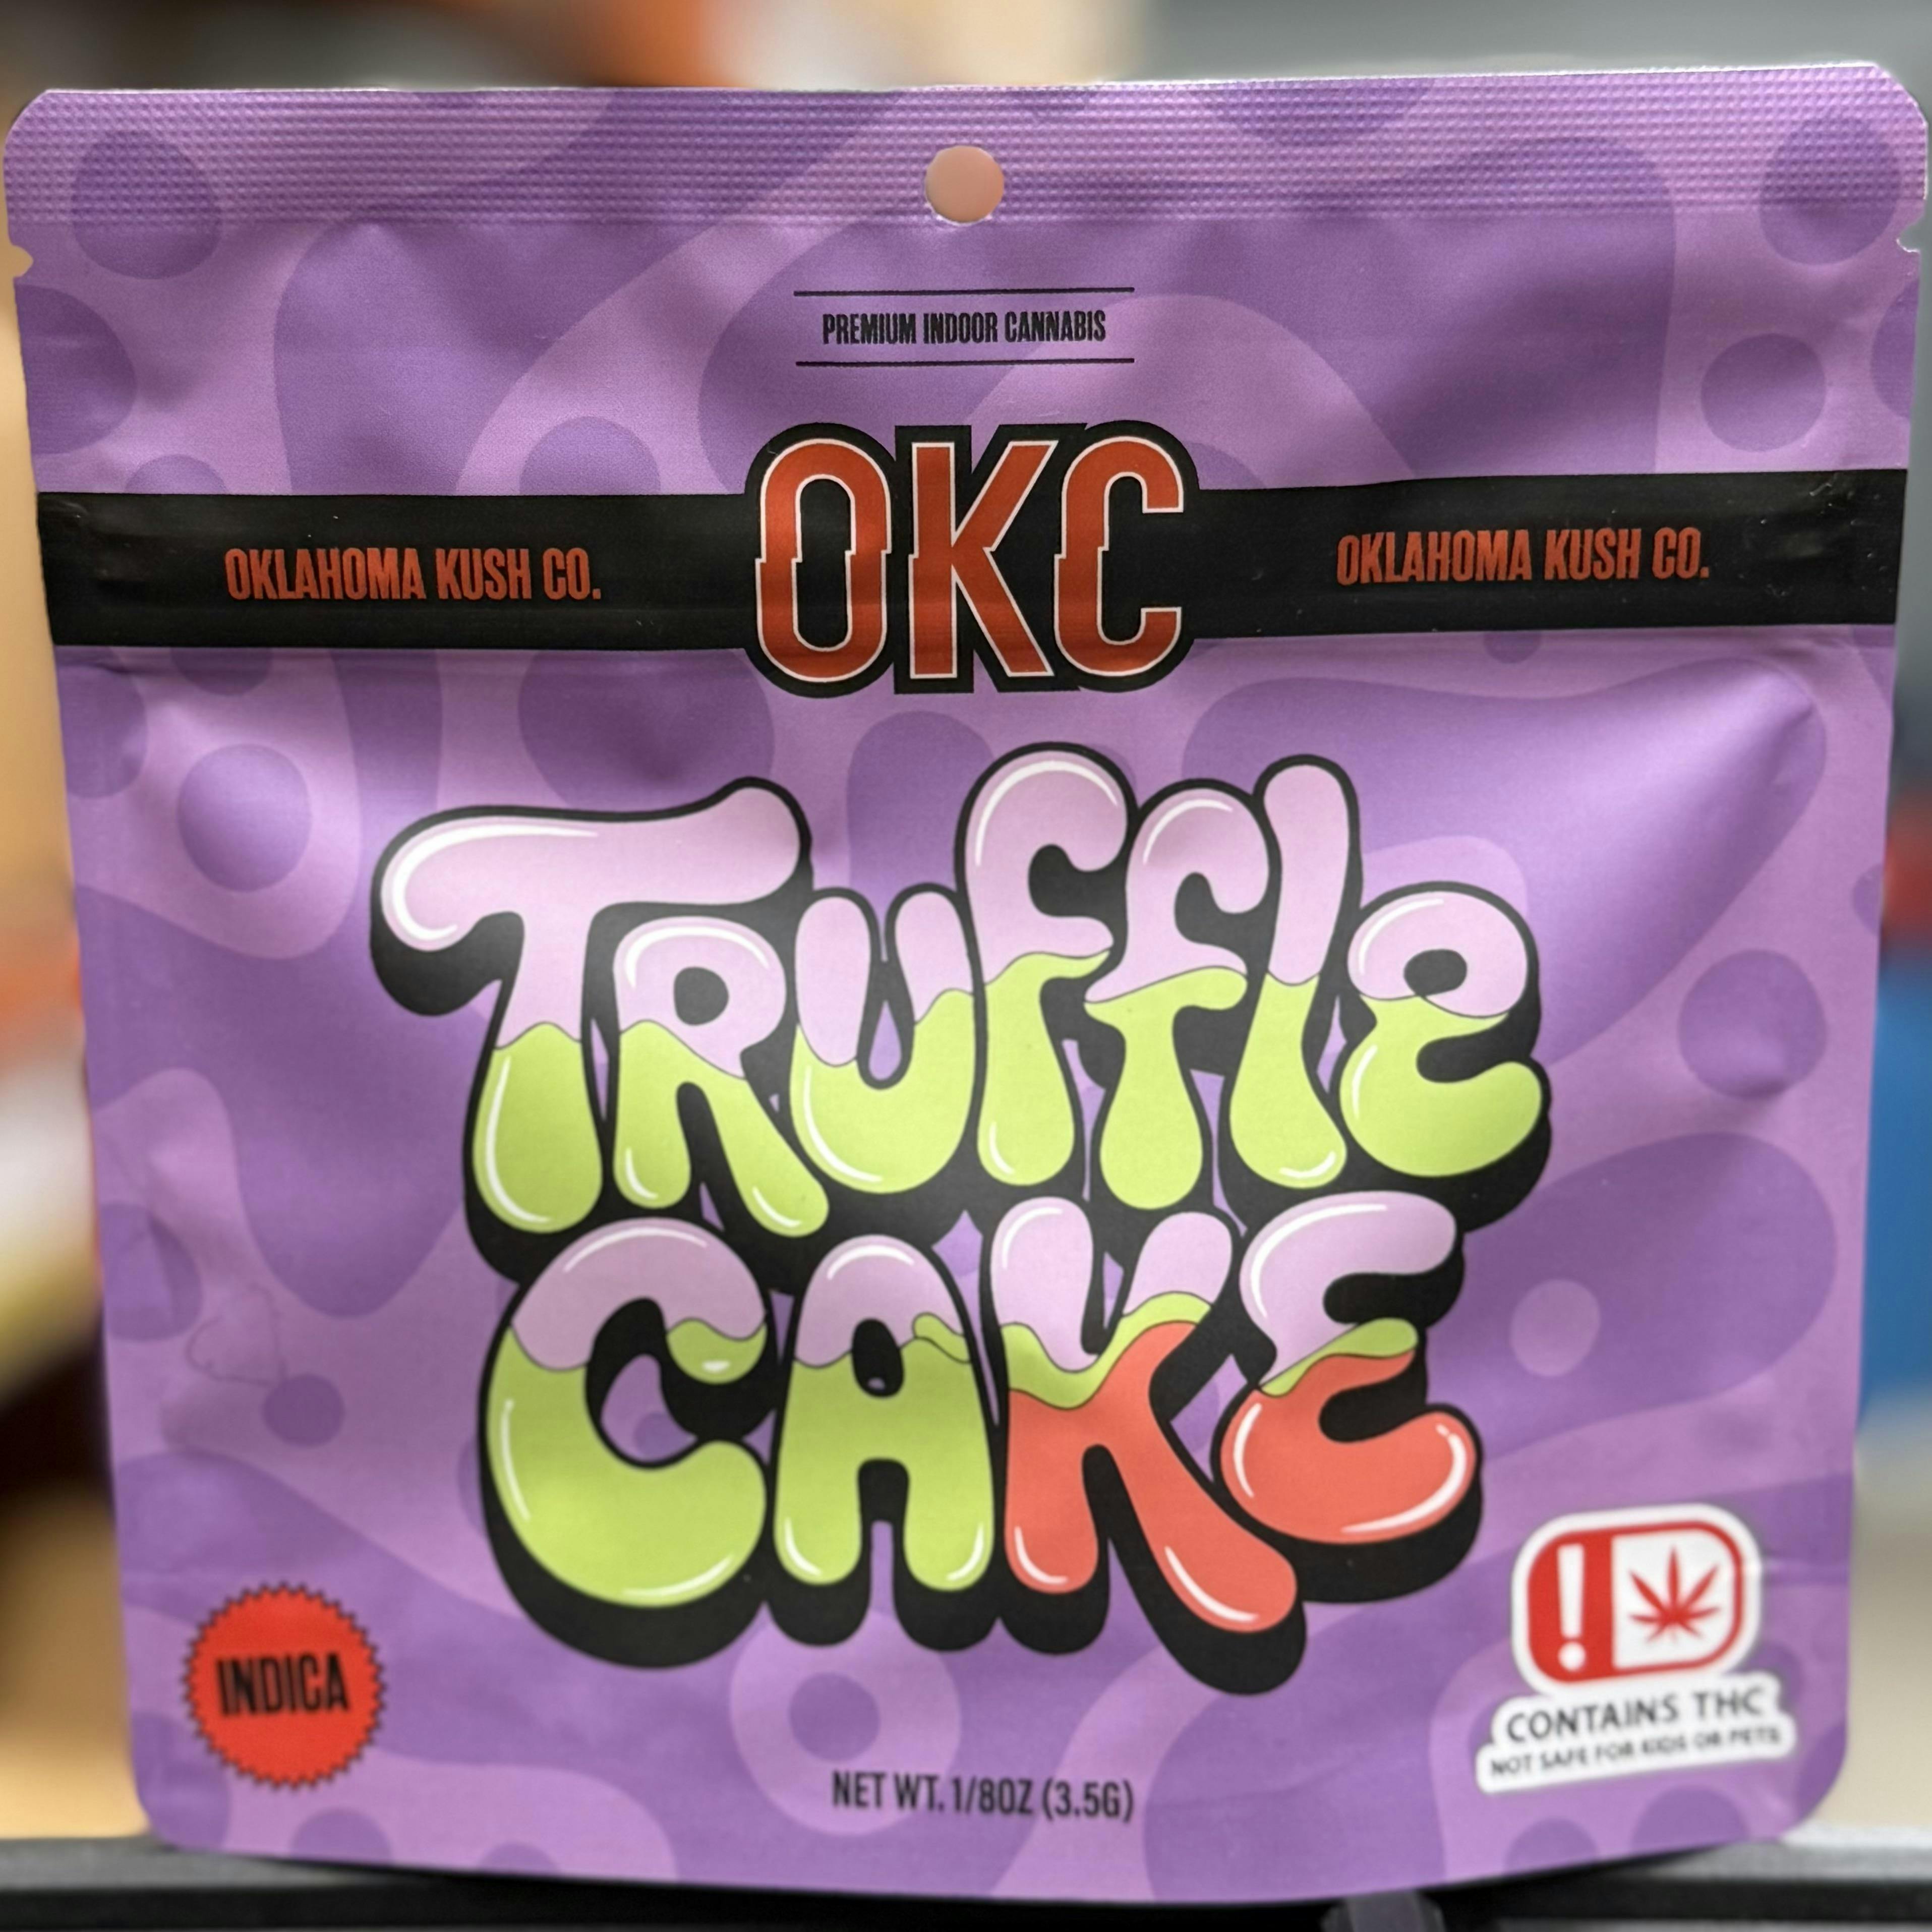 PREMIUM INDOOR CANNABIS
OKLAHOMA KUSH CO.
OKC
OKLAHOMA KUSH CO.
TRuffle
CAKE
INDICA
CONTAINS THC
NOT SAFE FOR KIDS OR PETS
NET WT. 1/8OZ (3.5G)